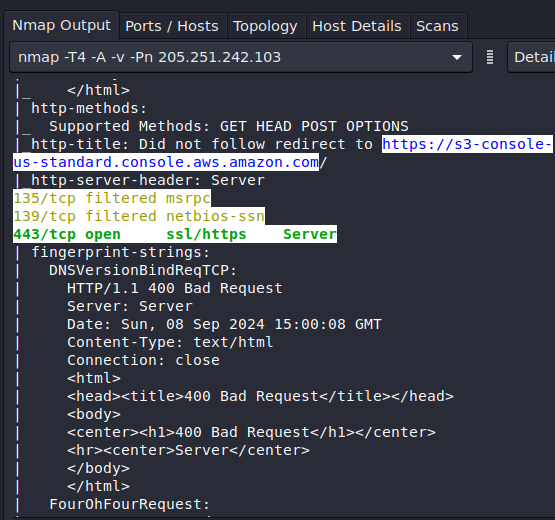 Nmap Output Ports / Hosts Topology Host Details Scans
nmap -T4 -A -v -Pn 205.251.242.103 Detai
|_    </html>
| http-methods:
|_  Supported Methods: GET HEAD POST OPTIONS
|_http-title: Did not follow redirect to https://s3-console-
us-standard.console.aws.amazon.com/
|_http-server-header: Server
135/tcp filtered msrpc
139/tcp filtered netbios-ssn
443/tcp open     ssl/https    Server
| fingerprint-strings:
|   DNSVersionBindReqTCP:
|     HTTP/1.1 400 Bad Request
|     Server: Server
|     Date: Sun, 08 Sep 2024 15:00:08 GMT
|     Content-Type: text/html
|     Connection: close
|     <html>
|     <head><title>400 Bad Request</title></head>
|     <body>
|     <center><h1>400 Bad Request</h1></center>
|     <hr><center>Server</center>
|     </body>
|     </html>
|   FourOhFourRequest: